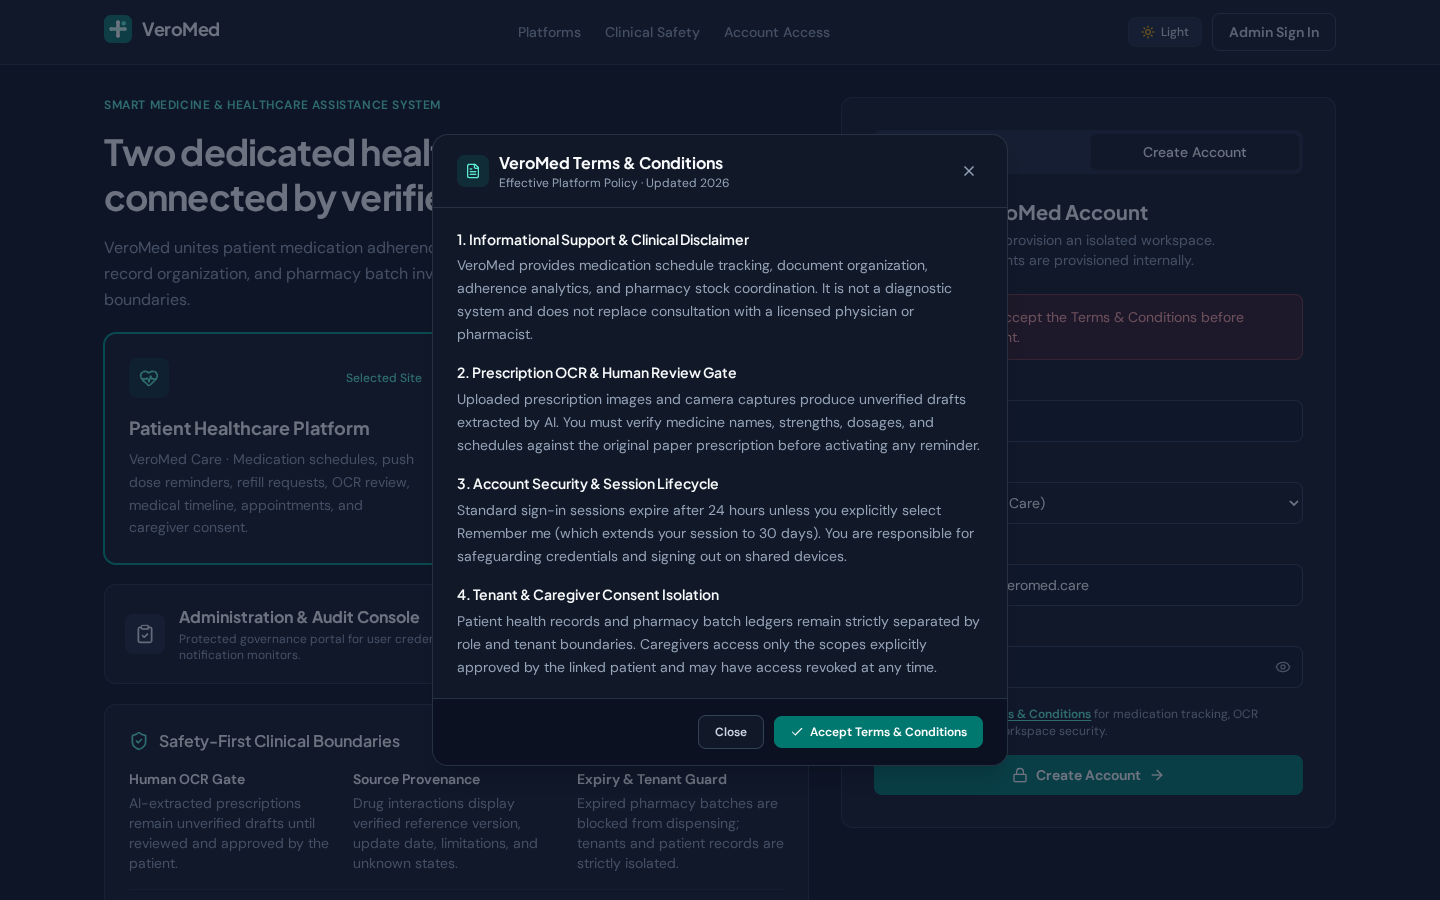 VeroMed
Platforms
Clinical Safety
Account Access
Light
Admin Sign In
SMART MEDICINE & HEALTHCARE ASSISTANCE SYSTEM
Two dedicated
connected by
VeroMed unites patient medication
record organization, and pharmacy batch
boundaries.
Selected Site
Patient Healthcare Platform
VeroMed Care · Medication schedules, push
dose reminders, refill requests, OCR review,
medical timeline, appointments, and
caregiver consent.
Administration & Audit Console
Protected governance portal for user
notification monitors.
Safety-First Clinical Boundaries
Human OCR Gate
AI-extracted prescriptions
remain unverified drafts until
reviewed and approved by the
patient.
Source Provenance
Drug interactions display
verified reference version,
update date, limitations, and
unknown states.
Expiry & Tenant Guard
Expired pharmacy batches are
blocked from dispensing;
tenants and patient records are
strictly isolated.
VeroMed Terms & Conditions
Effective Platform Policy · Updated 2026
1. Informational Support & Clinical Disclaimer
VeroMed provides medication schedule tracking, document organization,
adherence analytics, and pharmacy stock coordination. It is not a diagnostic
system and does not replace consultation with a licensed physician or
pharmacist.
2. Prescription OCR & Human Review Gate
Uploaded prescription images and camera captures produce unverified drafts
extracted by AI. You must verify medicine names, strengths, dosages, and
schedules against the original paper prescription before activating any reminder.
3. Account Security & Session Lifecycle
Standard sign-in sessions expire after 24 hours unless you explicitly select
Remember me (which extends your session to 30 days). You are responsible for
safeguarding credentials and signing out on shared devices.
4. Tenant & Caregiver Consent Isolation
Patient health records and pharmacy batch ledgers remain strictly separated by
role and tenant boundaries. Caregivers access only the scopes explicitly
approved by the linked patient and may have access revoked at any time.
Close
Accept Terms & Conditions
Create Account
Account
provision an isolated workspace.
are provisioned internally.
the Terms & Conditions before
Care)
& Conditions for medication tracking, OCR
security.
Create Account